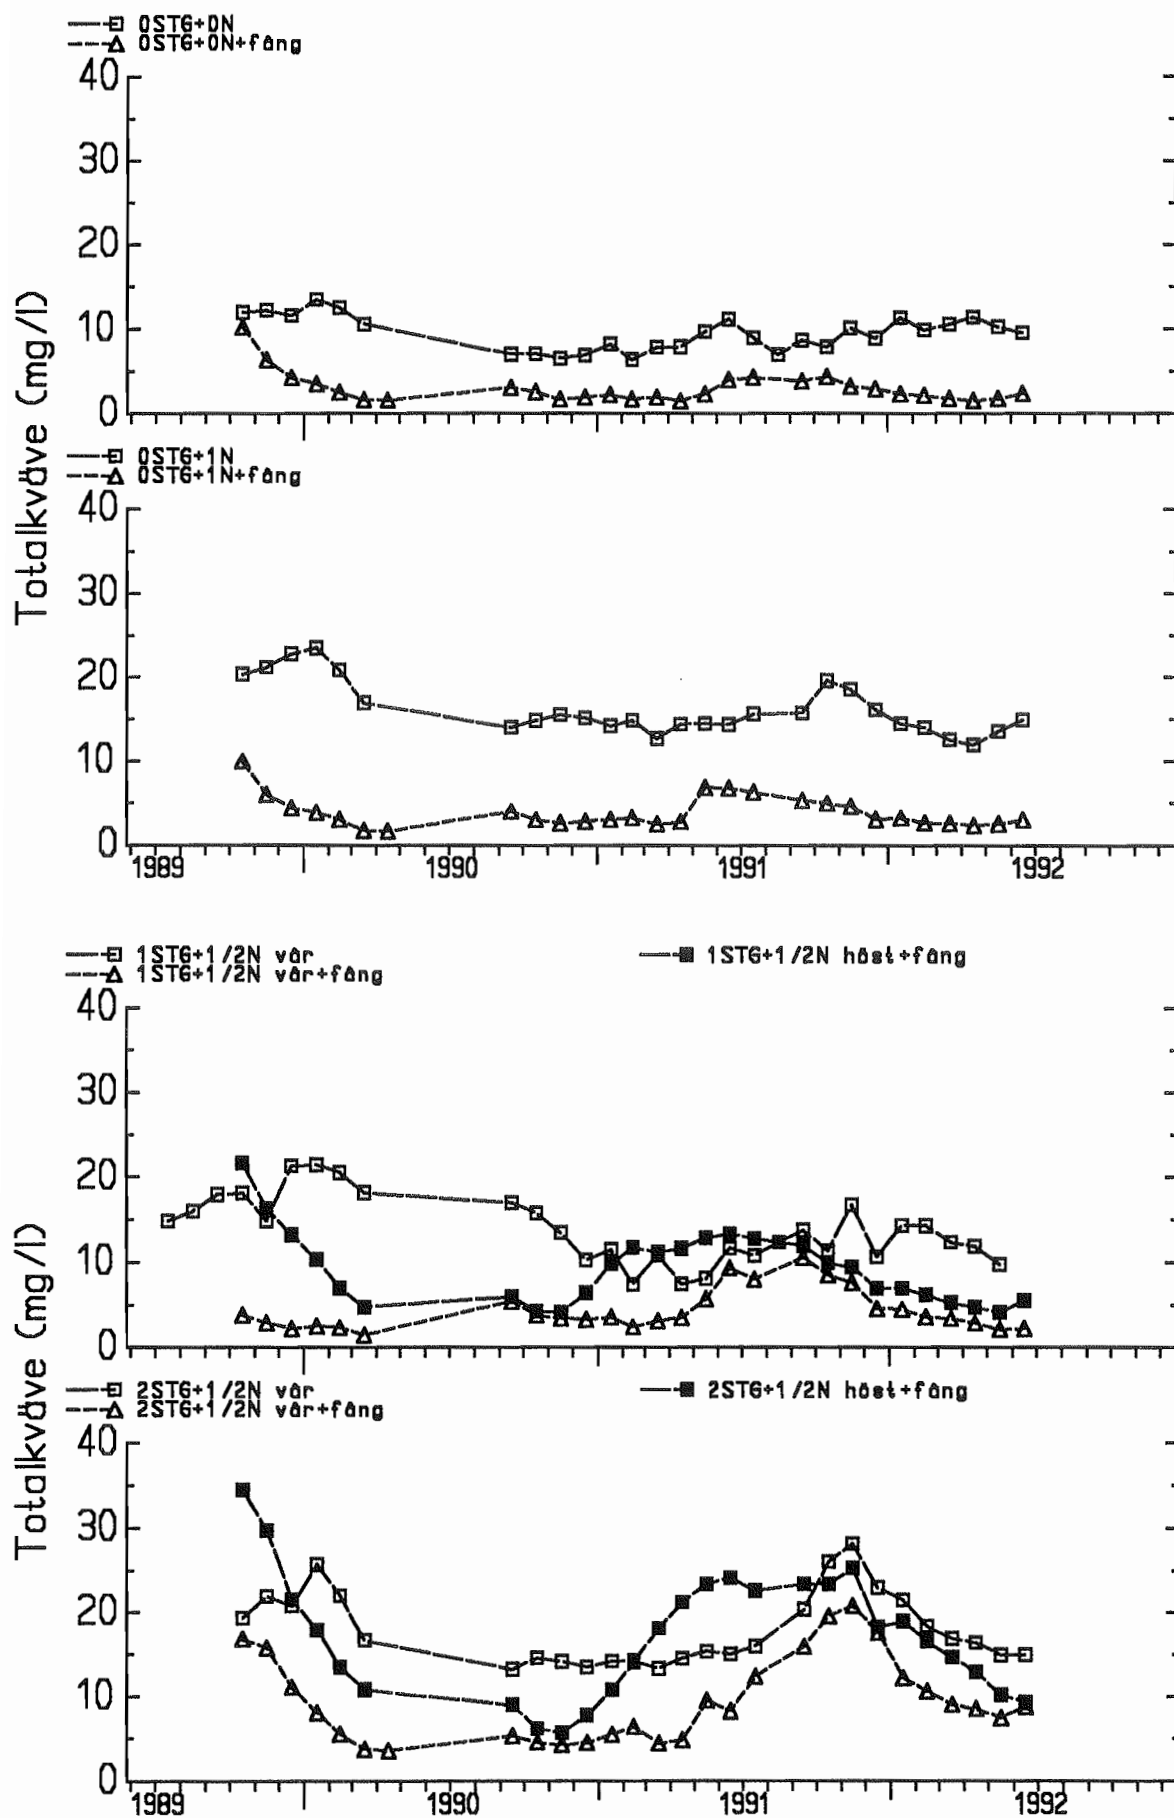 0STG+0N
0STG+0N+fång
40
30
20
10
0
Totalkväve (mg/l)
0STG+1N
0STG+1N+fång
40
30
20
10
0
1989 1990 1991 1992
1STG+1/2N vår
1STG+1/2N vår+fång
1STG+1/2N höst+fång
40
30
20
10
0
Totalkväve (mg/l)
2STG+1/2N vår
2STG+1/2N vår+fång
2STG+1/2N höst+fång
40
30
20
10
0
1989 1990 1991 1992